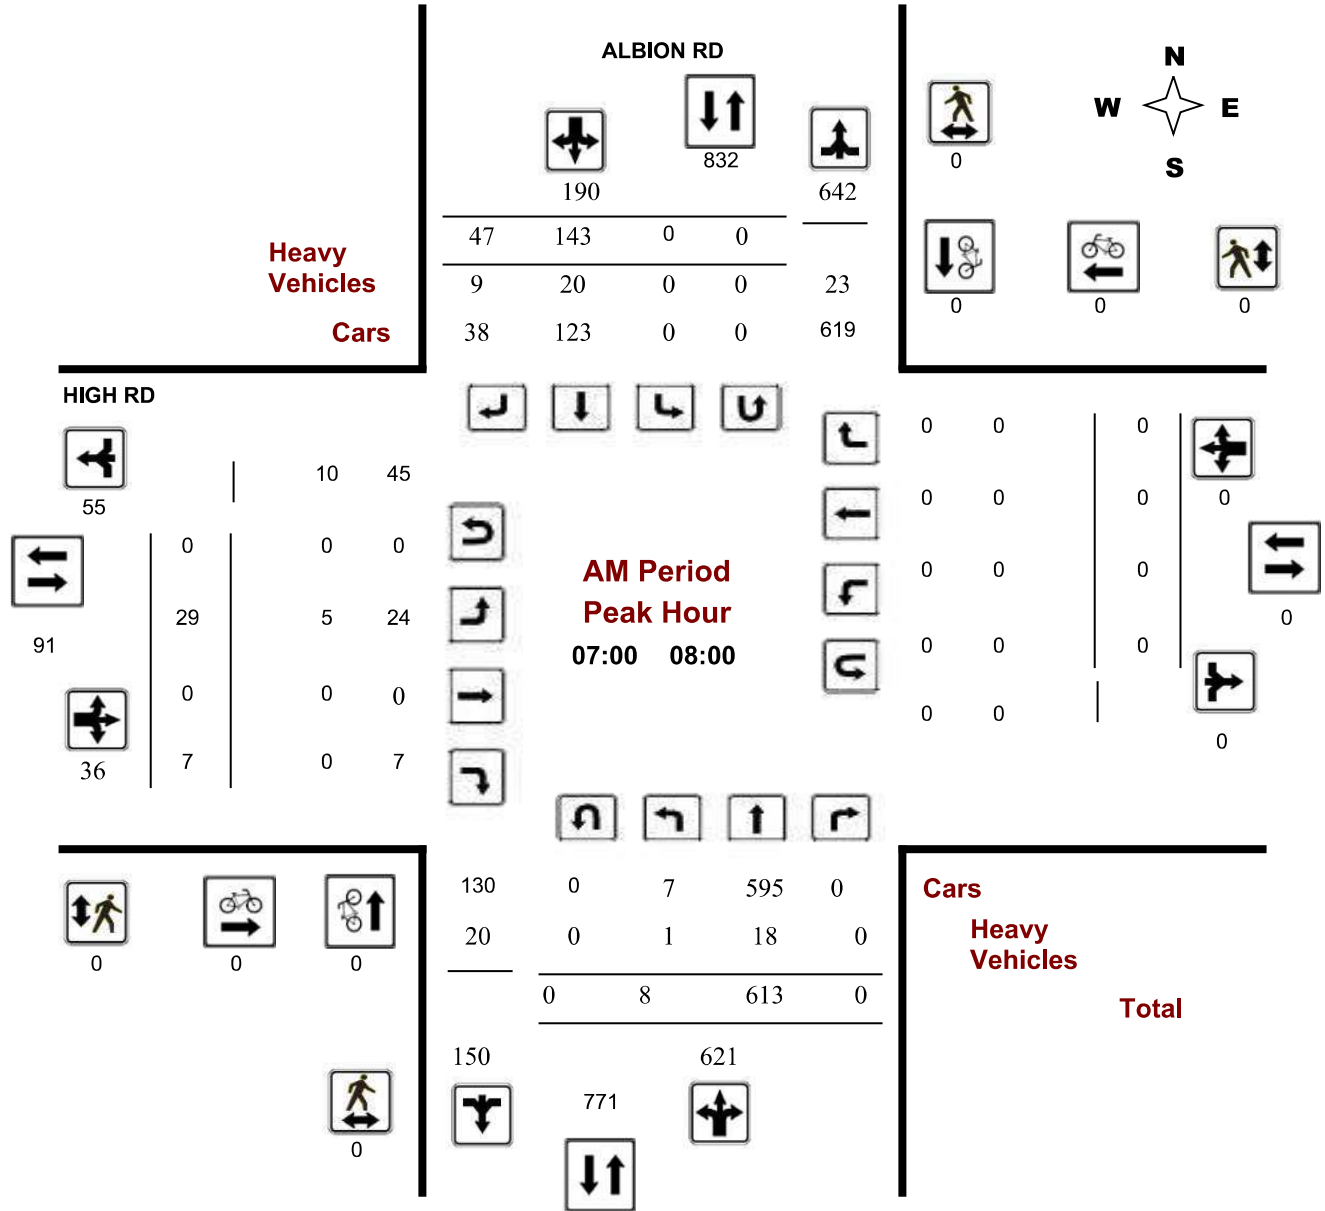 ALBION RD
N
W E
S
832
0
190 642
47 143 0 0
Heavy
Vehicles
9 20 0 0 23
0 0 0
Cars
38 123 0 0 619
HIGH RD
0 0 0
10 45
55
0 0 0
0
0 0 0
AM Period
Peak Hour
07:00 08:00
0 0 0
29 5 24
0
91
0 0 0
0 0 0
0 0
0
36
7 0 7
130 0 7 595 0
Cars
20 0 1 18 0
Heavy
Vehicles
0 0 0
0 8 613 0
Total
150 621
771
0